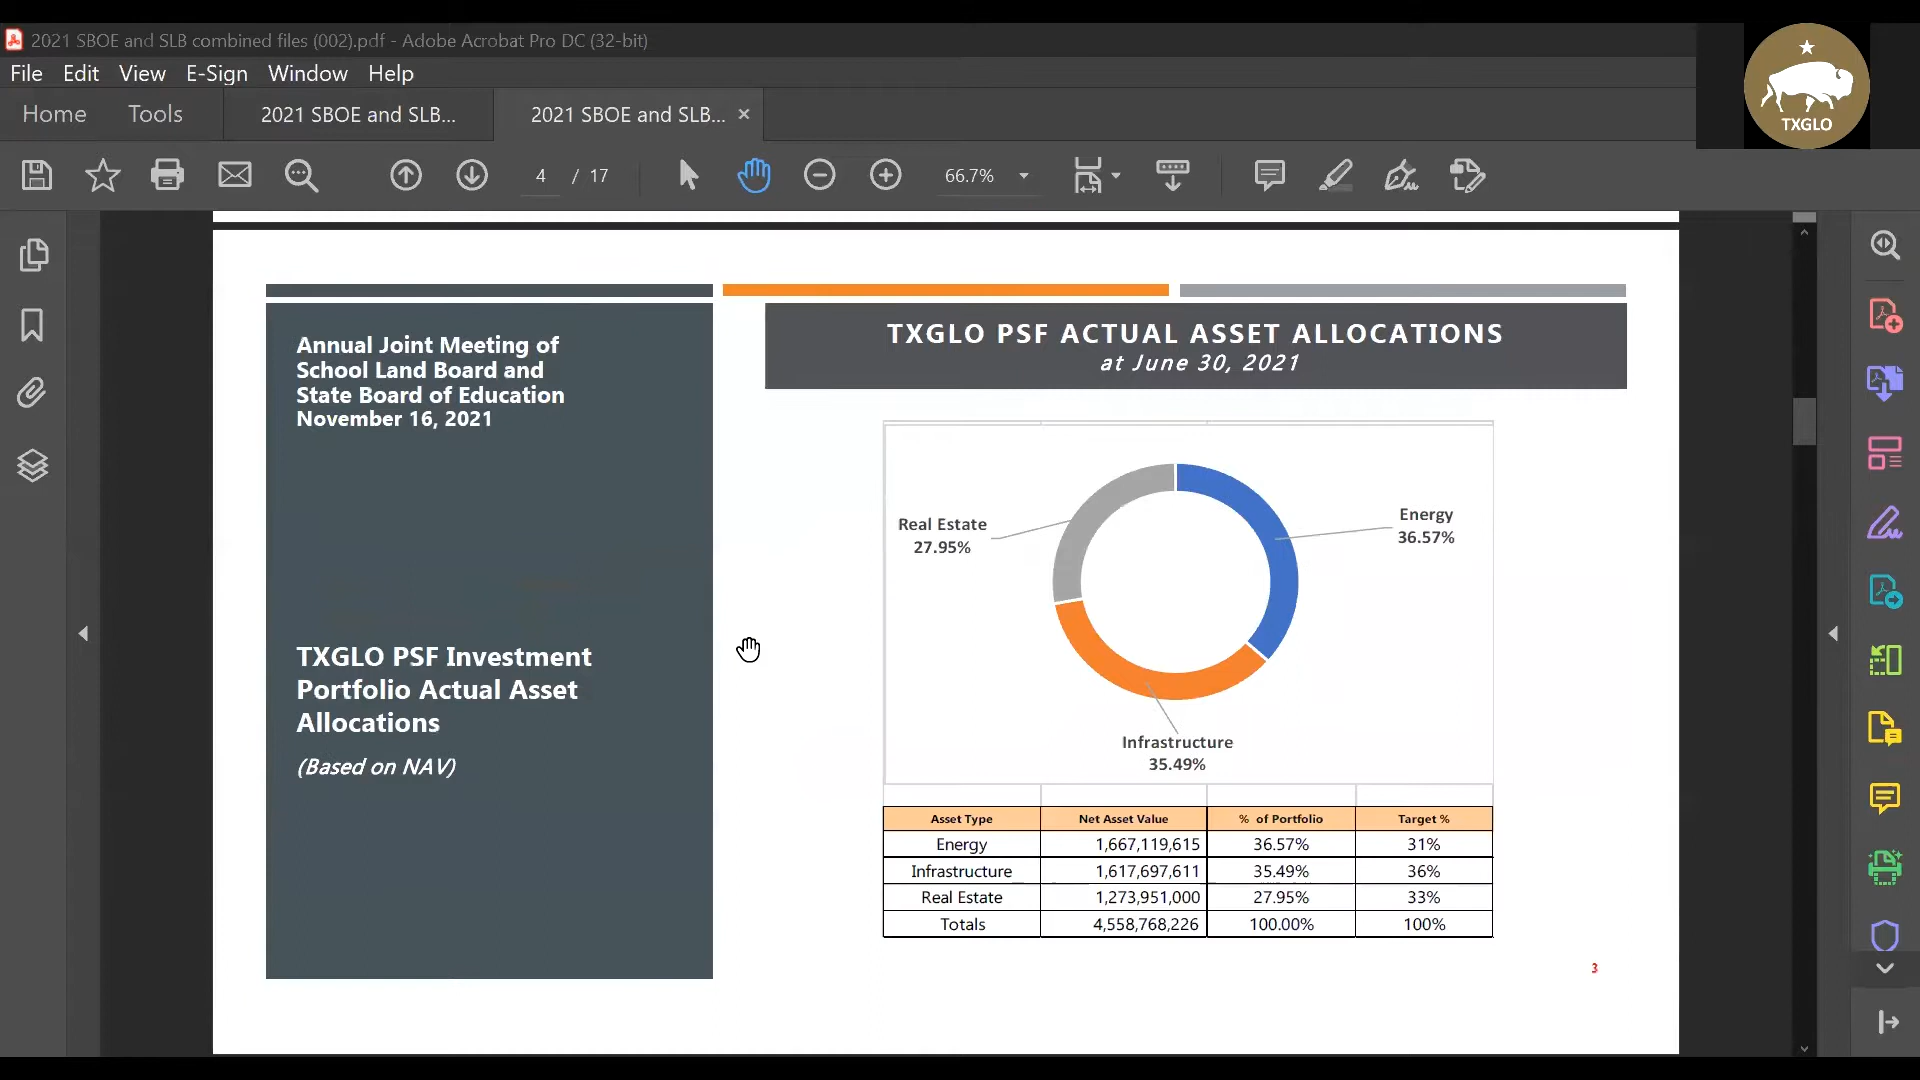 2021 SBOE and SLB combined files (002).pdf - Adobe Acrobat Pro DC (32-bit)
File Edit View E-Sign Window Help
Home Tools 2021 SBOE and SLB... 2021 SBOE and SLB... ×
4 / 17 66.7%
TXGLO
Annual Joint Meeting of
School Land Board and
State Board of Education
November 16, 2021
TXGLO PSF Investment
Portfolio Actual Asset
Allocations
(Based on NAV)
TXGLO PSF ACTUAL ASSET ALLOCATIONS
at June 30, 2021
Real Estate
27.95%
Energy
36.57%
Infrastructure
35.49%
Asset Type Net Asset Value % of Portfolio Target %
Energy 1,667,119,615 36.57% 31%
Infrastructure 1,617,697,611 35.49% 36%
Real Estate 1,273,951,000 27.95% 33%
Totals 4,558,768,226 100.00% 100%
3